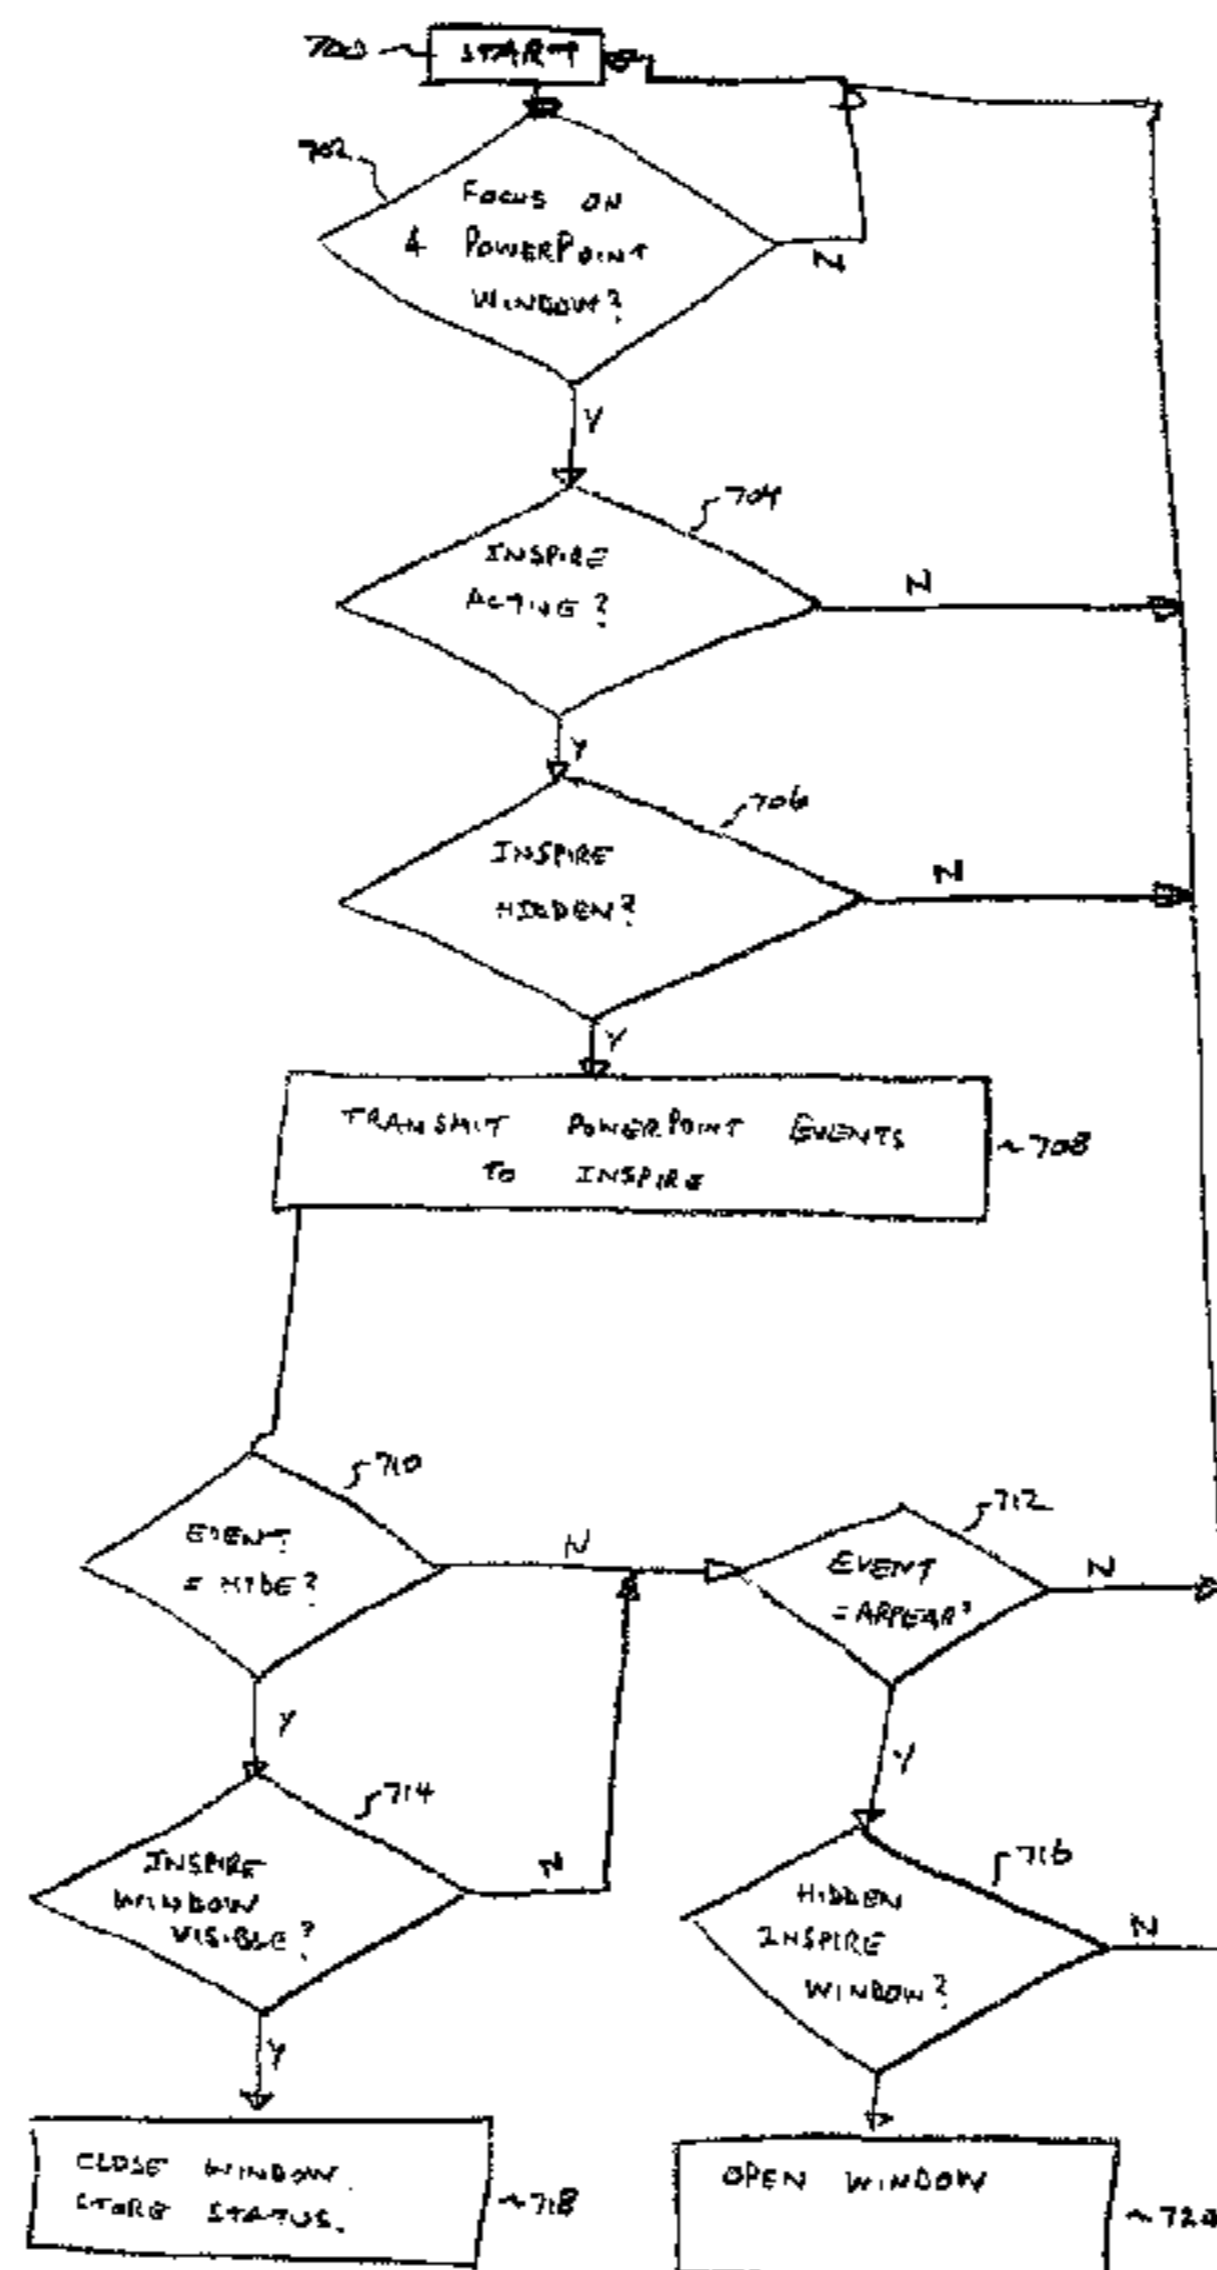 700
START
702
FOCUS ON
A POWERPOINT
WINDOW?
N
Y
704
INSPIRE
ACTIVE?
N
Y
706
INSPIRE
HIDDEN?
N
Y
TRANSMIT POWERPOINT EVENTS
TO INSPIRE
708
710
EVENT
= HIDE?
N
712
EVENT
= APPEAR?
N
Y
Y
714
INSPIRE
WINDOW
VISIBLE?
N
716
HIDDEN
INSPIRE
WINDOW?
N
Y
CLOSE WINDOW.
STORE STATUS.
718
OPEN WINDOW
720